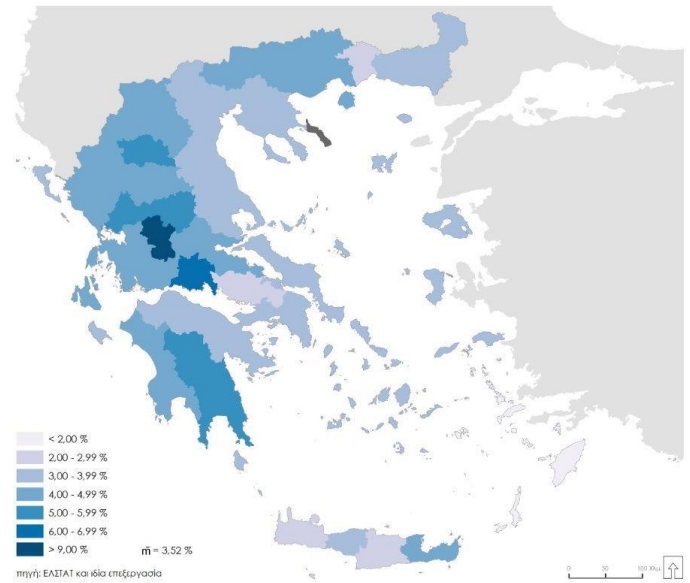 < 2,00 %
2,00 - 2,99 %
3,00 - 3,99 %
4,00 - 4,99 %
5,00 - 5,99 %
6,00 - 6,99 %
> 9,00 %
m̄ = 3.52 %
πηγή: ΕΛΣΤΑΤ και ιδία επεξεργασία
0 50 100 Χλμ.